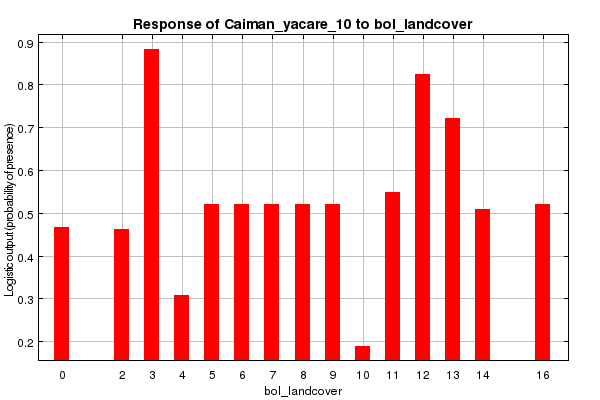 Response of Caiman_yacare_10 to bol_landcover
Logistic output (probability of presence)
0.9
0.8
0.7
0.6
0.5
0.4
0.3
0.2
0 2 3 4 5 6 7 8 9 10 11 12 13 14 16
bol_landcover